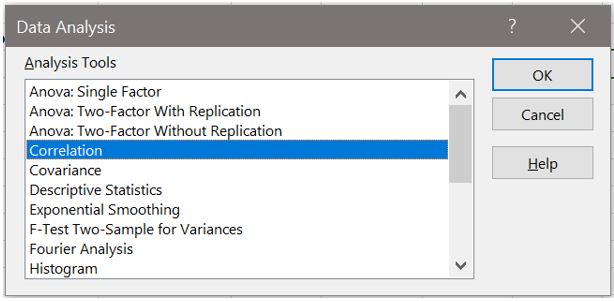 Data Analysis
?
Analysis Tools
Anova: Single Factor
Anova: Two-Factor With Replication
Anova: Two-Factor Without Replication
Correlation
Covariance
Descriptive Statistics
Exponential Smoothing
F-Test Two-Sample for Variances
Fourier Analysis
Histogram
OK
Cancel
Help